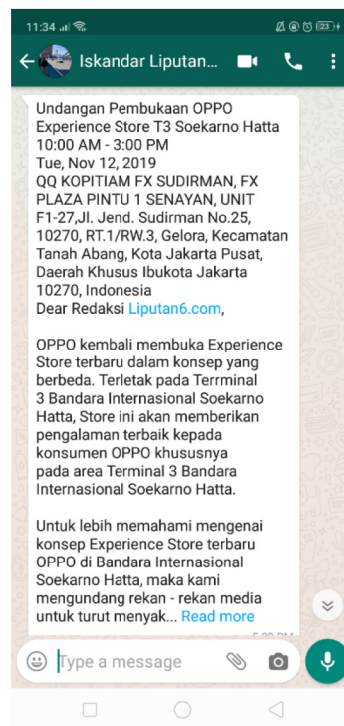 11:34
23
Iskandar Liputan...
Undangan Pembukaan OPPO
Experience Store T3 Soekarno Hatta
10:00 AM - 3:00 PM
Tue, Nov 12, 2019
QQ KOPITIAM FX SUDIRMAN, FX
PLAZA PINTU 1 SENAYAN, UNIT
F1-27,Jl. Jend. Sudirman No.25,
10270, RT.1/RW.3, Gelora, Kecamatan
Tanah Abang, Kota Jakarta Pusat,
Daerah Khusus Ibukota Jakarta
10270, Indonesia
Dear Redaksi Liputan6.com,
OPPO kembali membuka Experience
Store terbaru dalam konsep yang
berbeda. Terletak pada Terrminal
3 Bandara Internasional Soekarno
Hatta, Store ini akan memberikan
pengalaman terbaik kepada
konsumen OPPO khususnya
pada area Terminal 3 Bandara
Internasional Soekarno Hatta.
Untuk lebih memahami mengenai
konsep Experience Store terbaru
OPPO di Bandara Internasional
Soekarno Hatta, maka kami
mengundang rekan - rekan media
untuk turut menyak... Read more
Type a message